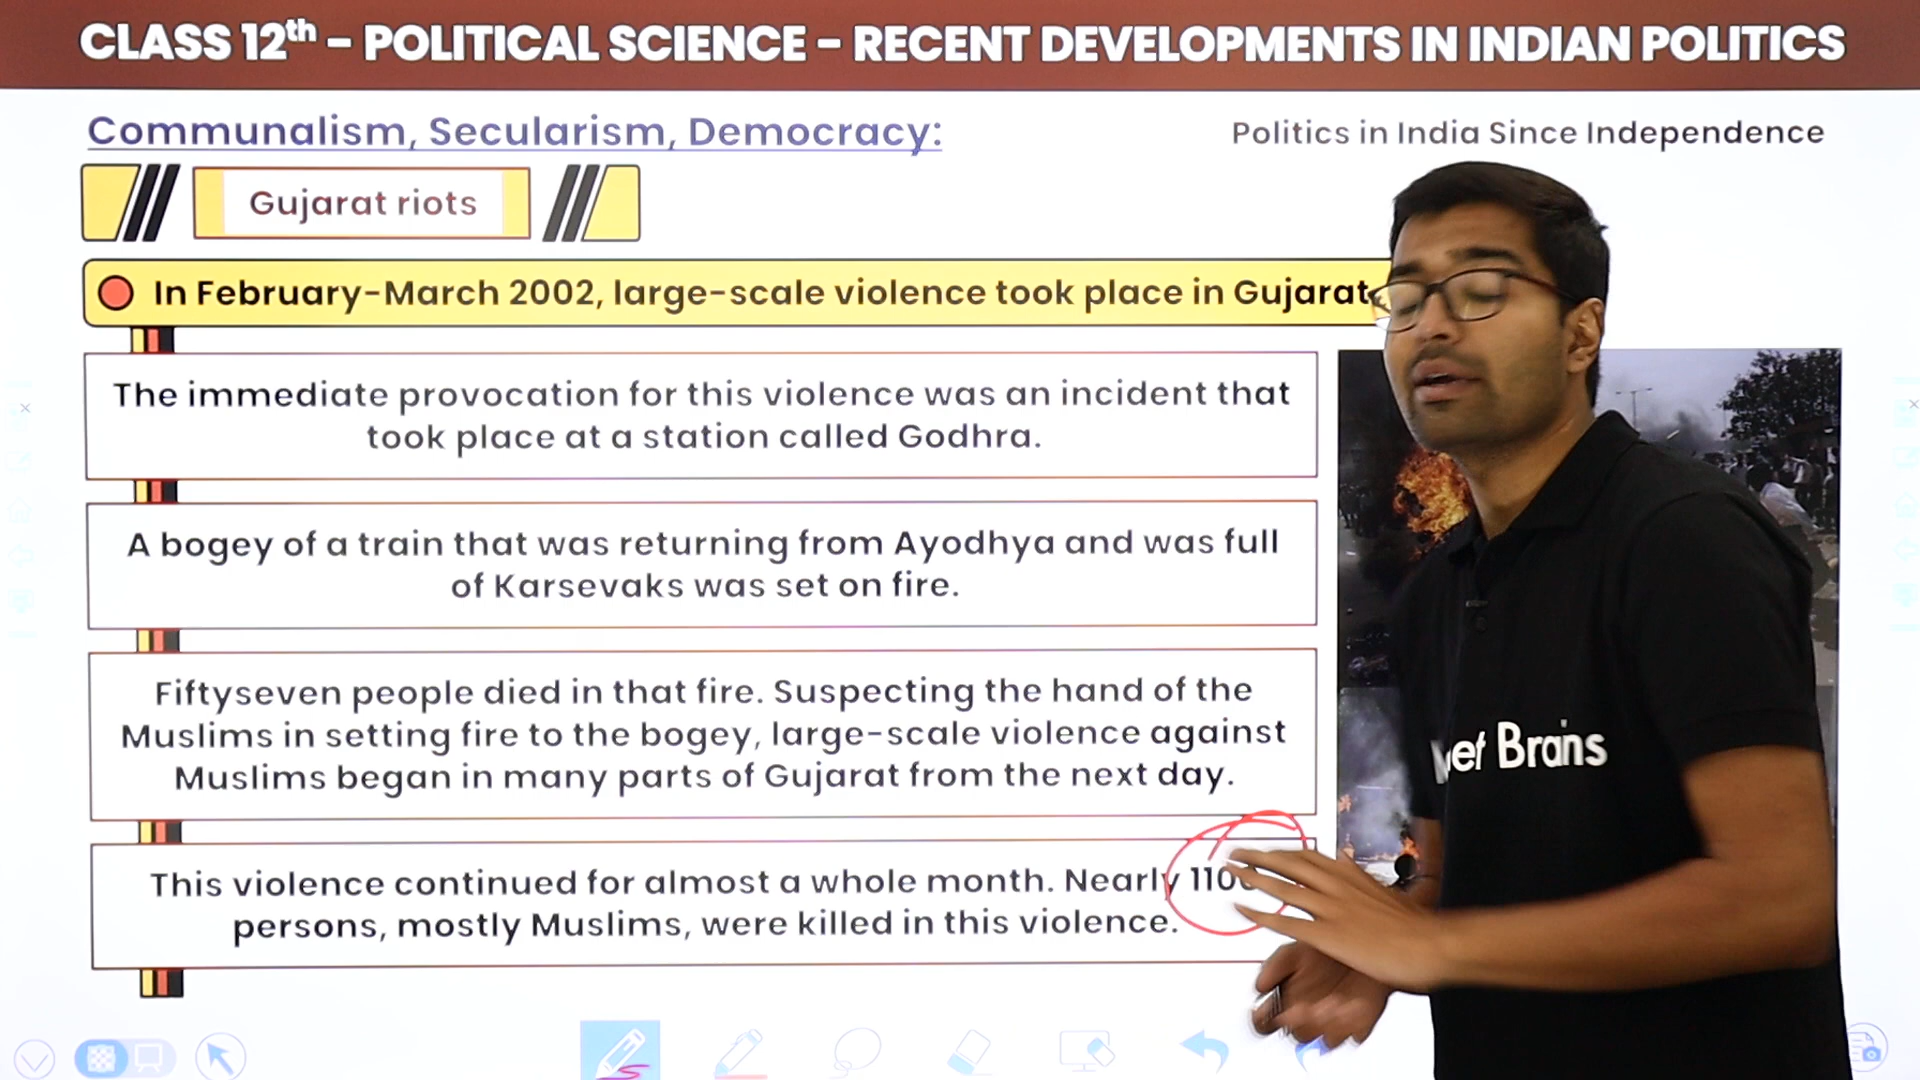 CLASS 12th - POLITICAL SCIENCE - RECENT DEVELOPMENTS IN INDIAN POLITICS
Communalism, Secularism, Democracy:
Politics in India Since Independence
Gujarat riots
In February-March 2002, large-scale violence took place in Gujarat.
The immediate provocation for this violence was an incident that
took place at a station called Godhra.
A bogey of a train that was returning from Ayodhya and was full
of Karsevaks was set on fire.
Fiftyseven people died in that fire. Suspecting the hand of the
Muslims in setting fire to the bogey, large-scale violence against
Muslims began in many parts of Gujarat from the next day.
This violence continued for almost a whole month. Nearly
persons, mostly Muslims, were killed in this violence.
Brains